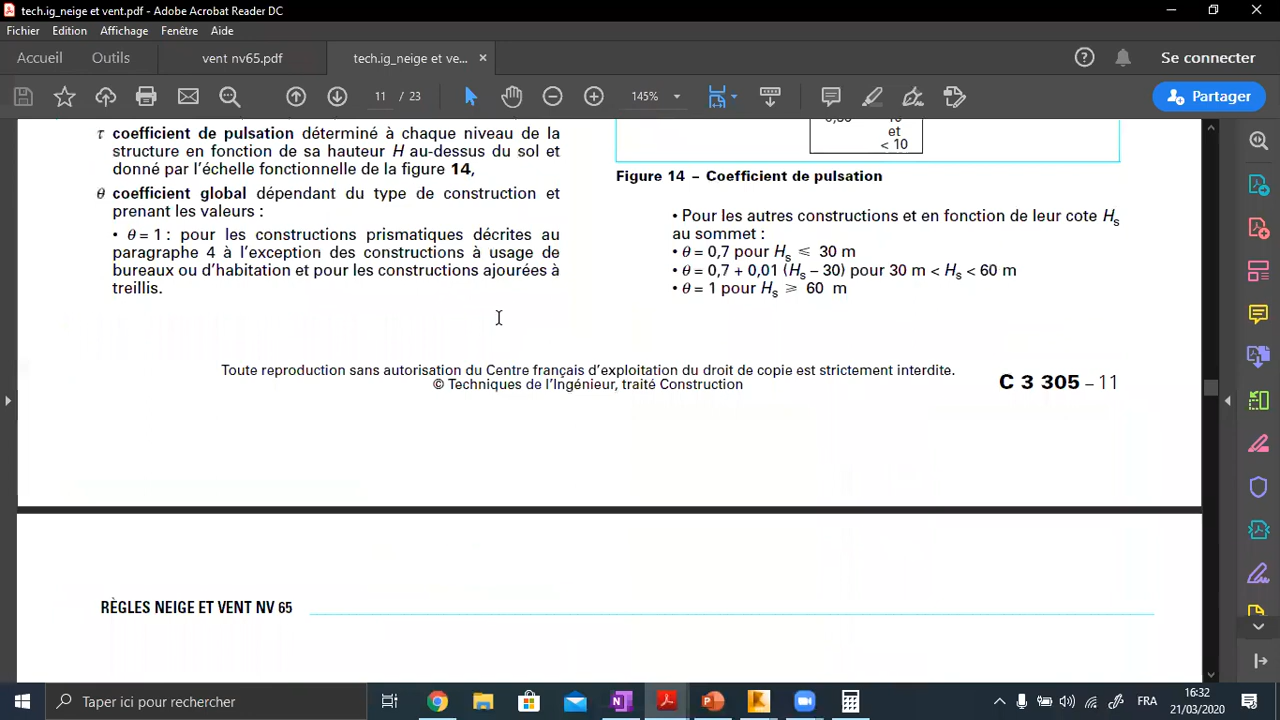 tech.ig_neige et vent.pdf - Adobe Acrobat Reader DC
Fichier Edition Affichage Fenêtre Aide
Accueil Outils vent nv65.pdf tech.ig_neige et ve... ×
Se connecter
11 / 23 145% Partager
τ coefficient de pulsation déterminé à chaque niveau de la
structure en fonction de sa hauteur H au-dessus du sol et
donné par l'échelle fonctionnelle de la figure 14,
θ coefficient global dépendant du type de construction et
prenant les valeurs :
• θ = 1 : pour les constructions prismatiques décrites au
paragraphe 4 à l'exception des constructions à usage de
bureaux ou d'habitation et pour les constructions ajourées à
treillis.
et
< 10
Figure 14 – Coefficient de pulsation
• Pour les autres constructions et en fonction de leur cote Hs
au sommet :
• θ = 0,7 pour Hs ⩽ 30 m
• θ = 0,7 + 0,01 (Hs – 30) pour 30 m < Hs < 60 m
• θ = 1 pour Hs ⩾ 60 m
Toute reproduction sans autorisation du Centre français d'exploitation du droit de copie est strictement interdite.
© Techniques de l'Ingénieur, traité Construction
C 3 305 – 11
RÈGLES NEIGE ET VENT NV 65
Taper ici pour rechercher
FRA
16:32
21/03/2020